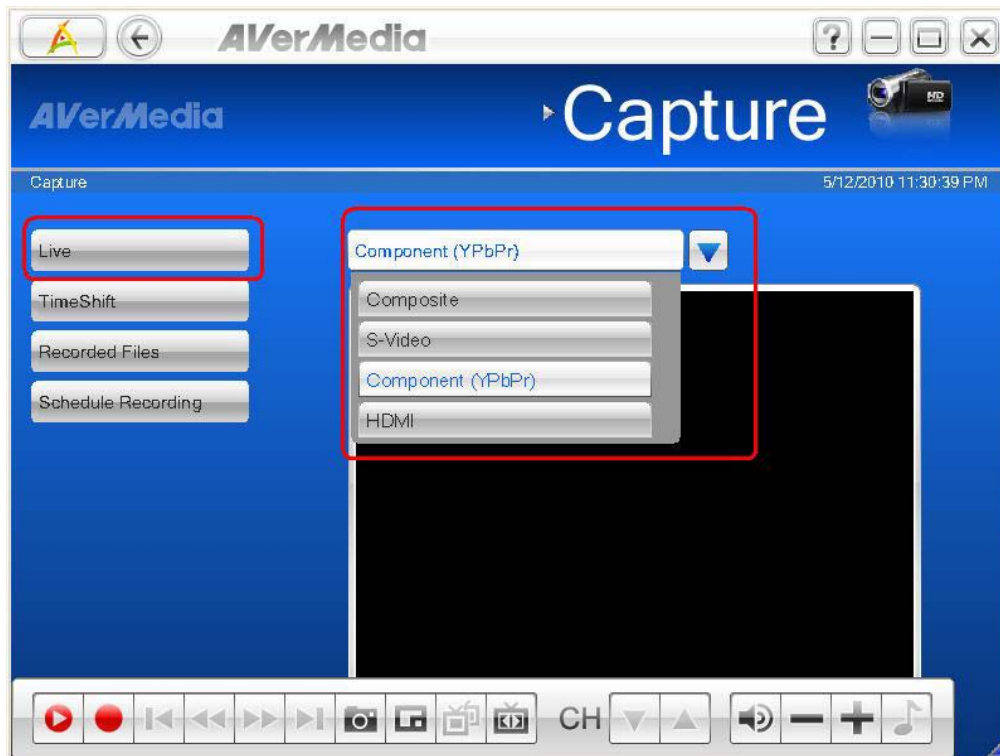 AVerMedia
?
AVerMedia
Capture
HD
Capture
5/12/2010 11:30:39 PM
Live
Component (YPbPr)
TimeShift
Composite
S-Video
Recorded Files
Component (YPbPr)
Schedule Recording
HDMI
CH